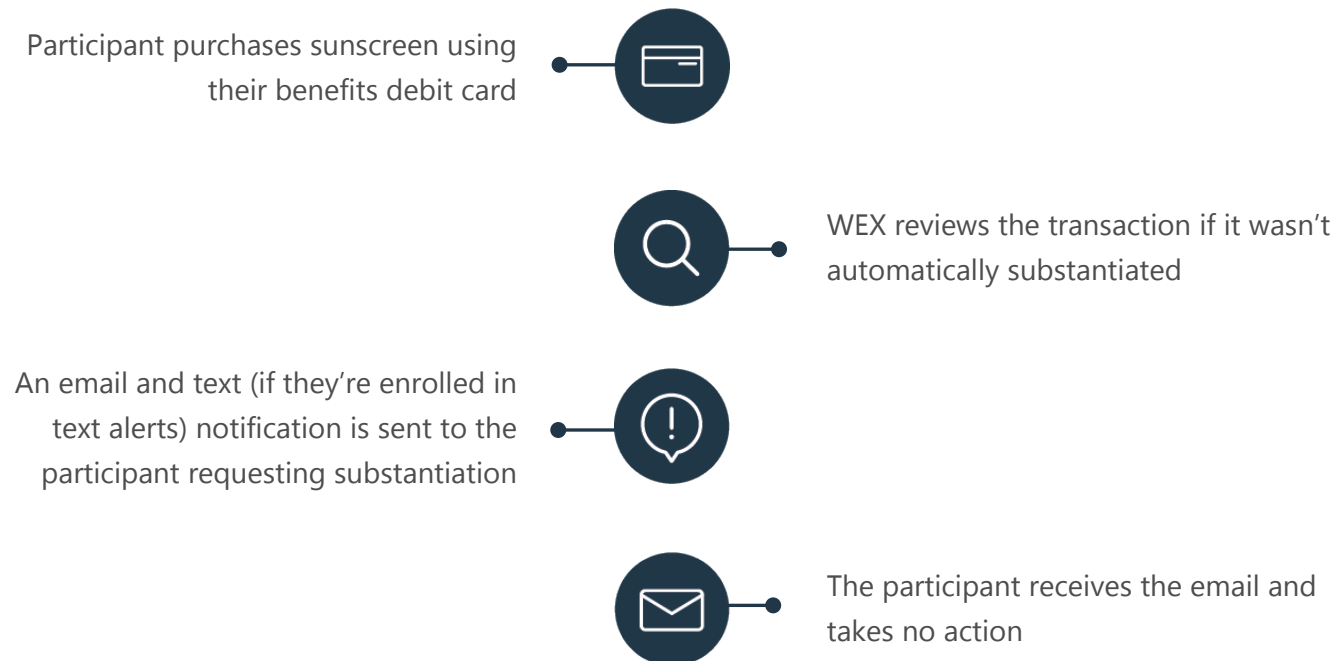 Participant purchases sunscreen using
their benefits debit card
WEX reviews the transaction if it wasn’t
automatically substantiated
An email and text (if they’re enrolled in
text alerts) notification is sent to the
participant requesting substantiation
The participant receives the email and
takes no action